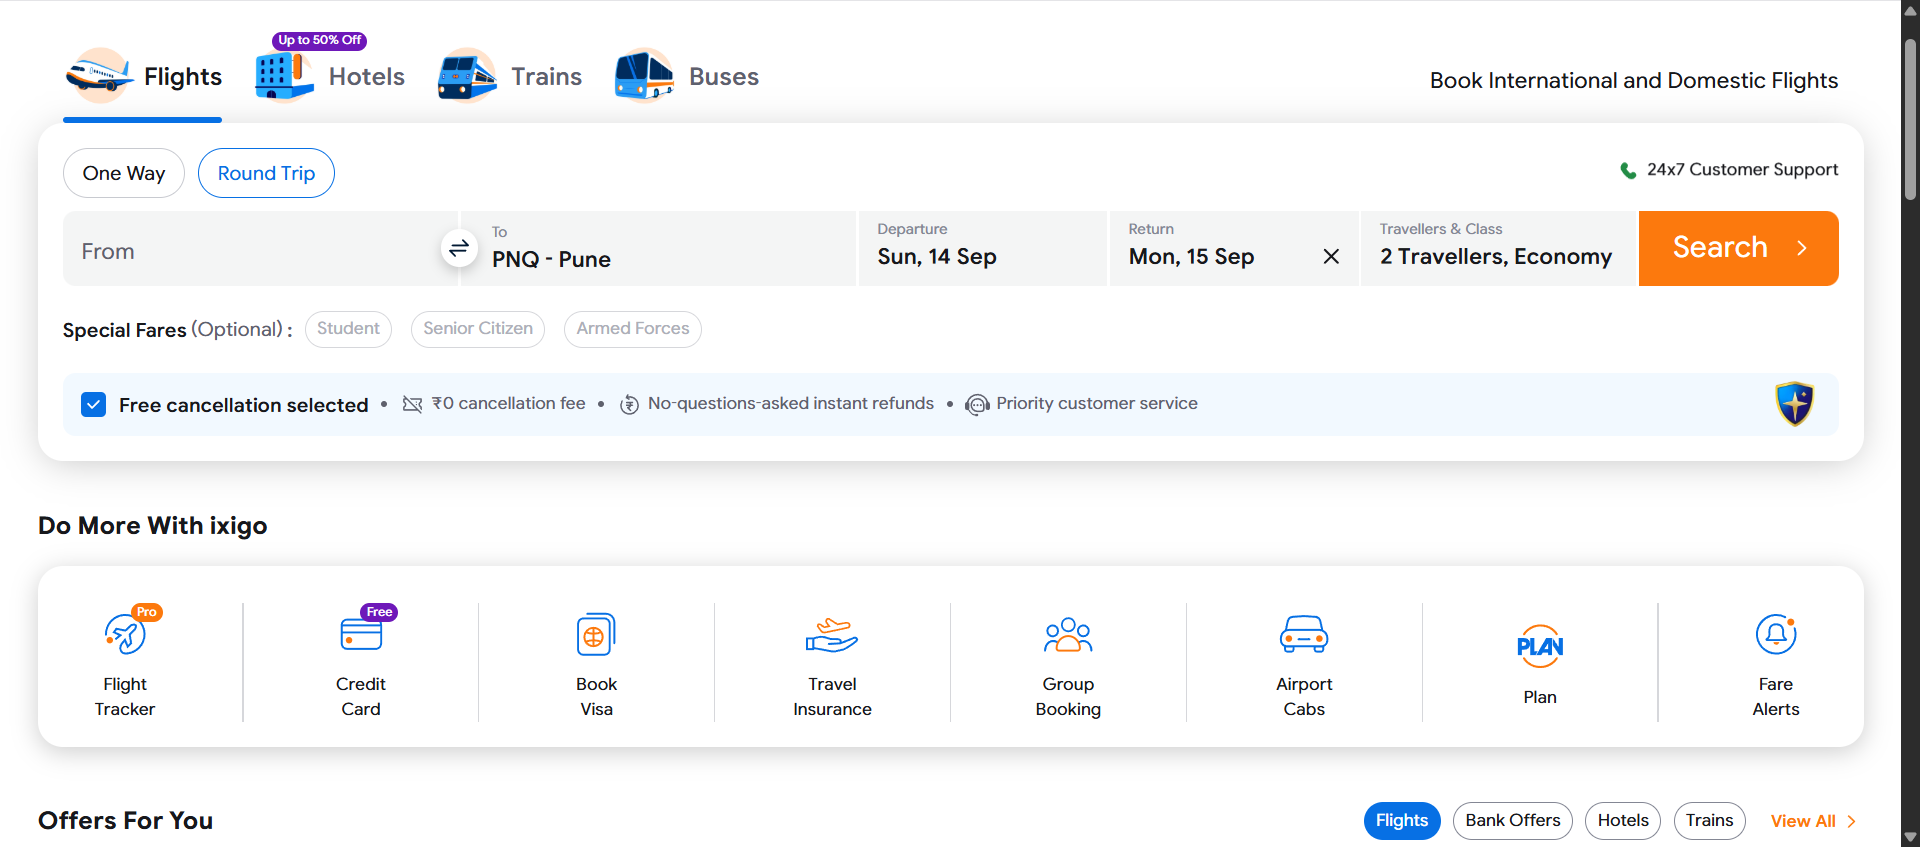 Up to 50% Off
Flights
Hotels
Trains
Buses
Book International and Domestic Flights
One Way
Round Trip
24x7 Customer Support
From
To
PNQ - Pune
Departure
Sun, 14 Sep
Return
Mon, 15 Sep
Travellers & Class
2 Travellers, Economy
Search
Special Fares (Optional) :
Student
Senior Citizen
Armed Forces
Free cancellation selected • ₹0 cancellation fee • No-questions-asked instant refunds • Priority customer service
Do More With ixigo
Pro
Flight
Tracker
Free
Credit
Card
Book
Visa
Travel
Insurance
Group
Booking
Airport
Cabs
PLAN
Plan
Fare
Alerts
Offers For You
Flights
Bank Offers
Hotels
Trains
View All